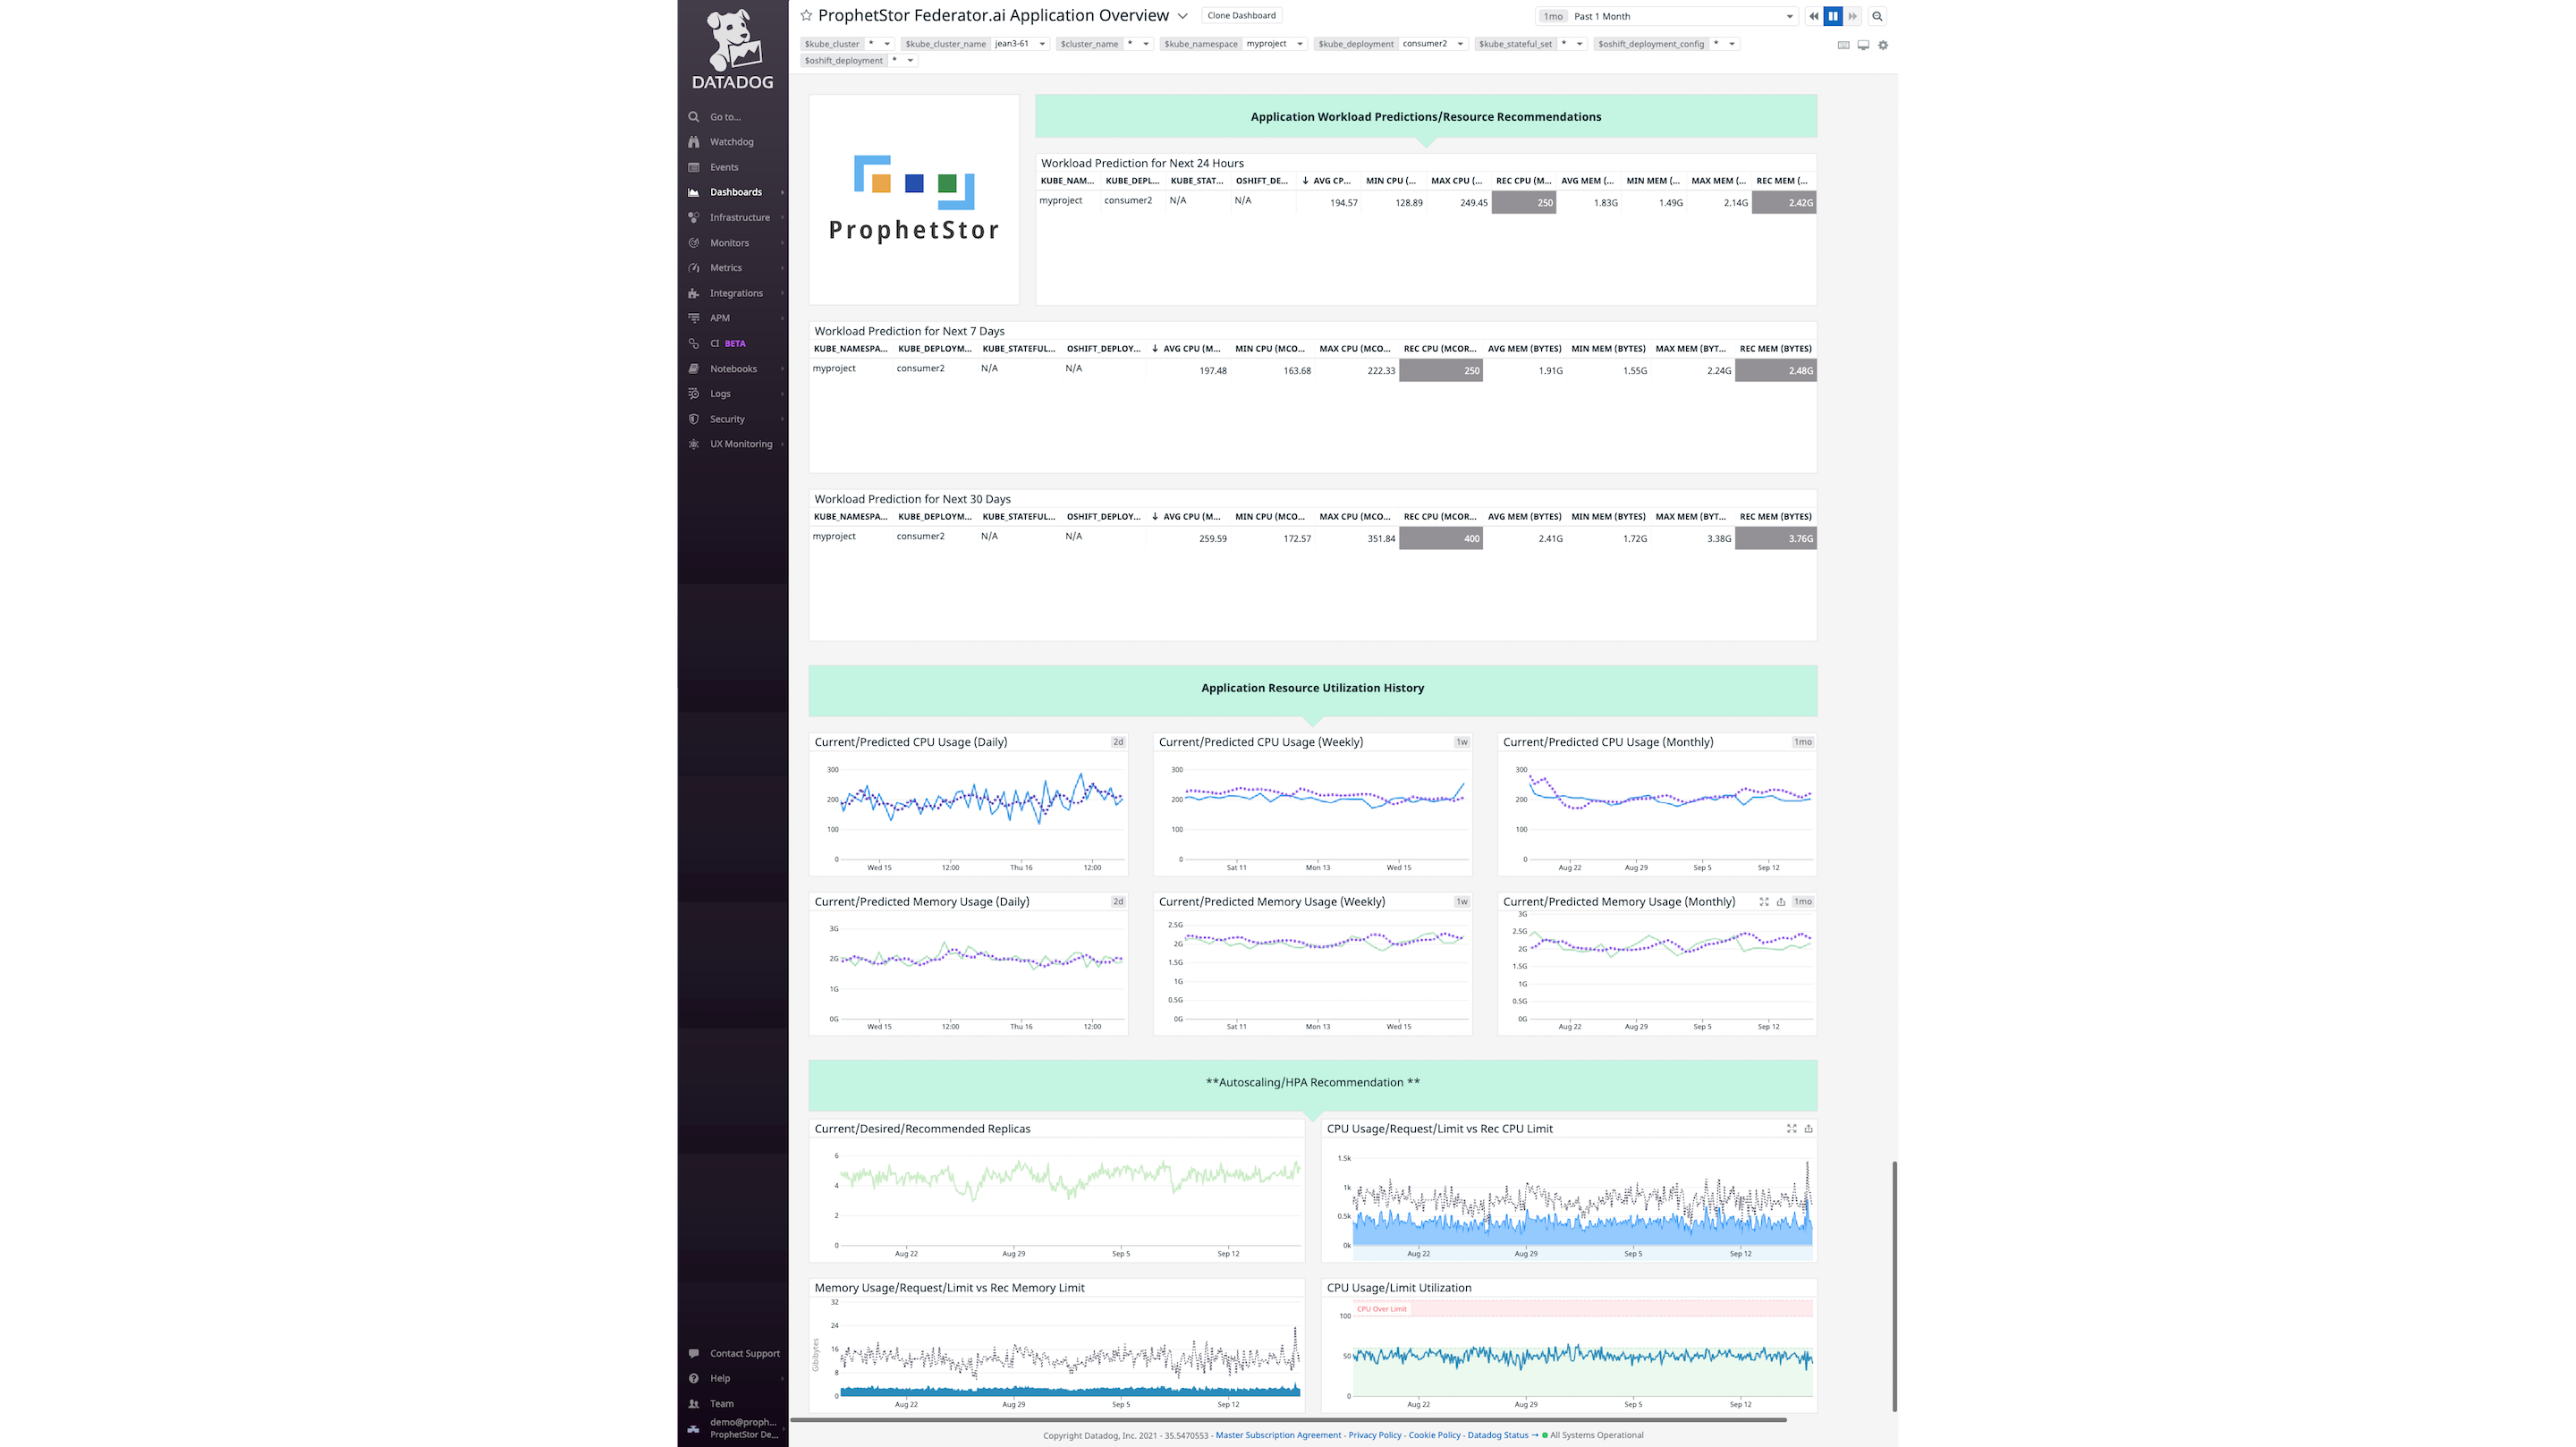 DATADOG
Go to...
Watchdog
Events
Dashboards
Infrastructure
Monitors
Metrics
Integrations
APM
CI BETA
Notebooks
Logs
Security
UX Monitoring
Contact Support
Help
Team
demo@proph...
ProphetStor De...
ProphetStor Federator.ai Application Overview
Clone Dashboard
1mo Past 1 Month
$kube_cluster * $kube_cluster_name jean3-61 $cluster_name * $kube_namespace myproject $kube_deployment consumer2 $kube_stateful_set * $oshift_deployment_config *
$oshift_deployment *
ProphetStor
Application Workload Predictions/Resource Recommendations
Workload Prediction for Next 24 Hours
KUBE_NAM... KUBE_DEPL... KUBE_STAT... OSHIFT_DE... ↓ AVG CP... MIN CPU (... MAX CPU (... REC CPU (M... AVG MEM (... MIN MEM (... MAX MEM (... REC MEM (...
myproject consumer2 N/A N/A 194.57 128.89 249.45 250 1.83G 1.49G 2.14G 2.42G
Workload Prediction for Next 7 Days
KUBE_NAMESPA... KUBE_DEPLOYM... KUBE_STATEFUL... OSHIFT_DEPLOY... ↓ AVG CPU (M... MIN CPU (MCO... MAX CPU (MCO... REC CPU (MCOR... AVG MEM (BYTES) MIN MEM (BYTES) MAX MEM (BYT... REC MEM (BYTES)
myproject consumer2 N/A N/A 197.48 163.68 222.33 250 1.91G 1.55G 2.24G 2.48G
Workload Prediction for Next 30 Days
KUBE_NAMESPA... KUBE_DEPLOYM... KUBE_STATEFUL... OSHIFT_DEPLOY... ↓ AVG CPU (M... MIN CPU (MCO... MAX CPU (MCO... REC CPU (MCOR... AVG MEM (BYTES) MIN MEM (BYTES) MAX MEM (BYT... REC MEM (BYTES)
myproject consumer2 N/A N/A 259.59 172.57 351.84 400 2.41G 1.72G 3.38G 3.76G
Application Resource Utilization History
Current/Predicted CPU Usage (Daily) 2d
300
200
100
0
Wed 15 12:00 Thu 16 12:00
Current/Predicted CPU Usage (Weekly) 1w
300
200
100
0
Sat 11 Mon 13 Wed 15
Current/Predicted CPU Usage (Monthly) 1mo
300
200
100
0
Aug 22 Aug 29 Sep 5 Sep 12
Current/Predicted Memory Usage (Daily) 2d
3G
2G
1G
0G
Wed 15 12:00 Thu 16 12:00
Current/Predicted Memory Usage (Weekly) 1w
2.5G
2G
1.5G
1G
0.5G
0G
Sat 11 Mon 13 Wed 15
Current/Predicted Memory Usage (Monthly) 1mo
3G
2.5G
2G
1.5G
1G
0.5G
0G
Aug 22 Aug 29 Sep 5 Sep 12
**Autoscaling/HPA Recommendation **
Current/Desired/Recommended Replicas
6
4
2
0
Aug 22 Aug 29 Sep 5 Sep 12
CPU Usage/Request/Limit vs Rec CPU Limit
1.5k
1k
0.5k
0k
Aug 22 Aug 29 Sep 5 Sep 12
Memory Usage/Request/Limit vs Rec Memory Limit
Gibibytes
32
24
16
8
0
Aug 22 Aug 29 Sep 5 Sep 12
CPU Usage/Limit Utilization
CPU Over Limit
100
50
0
Aug 22 Aug 29 Sep 5 Sep 12
Copyright Datadog, Inc. 2021 - 35.5470553 - Master Subscription Agreement - Privacy Policy - Cookie Policy - Datadog Status → All Systems Operational